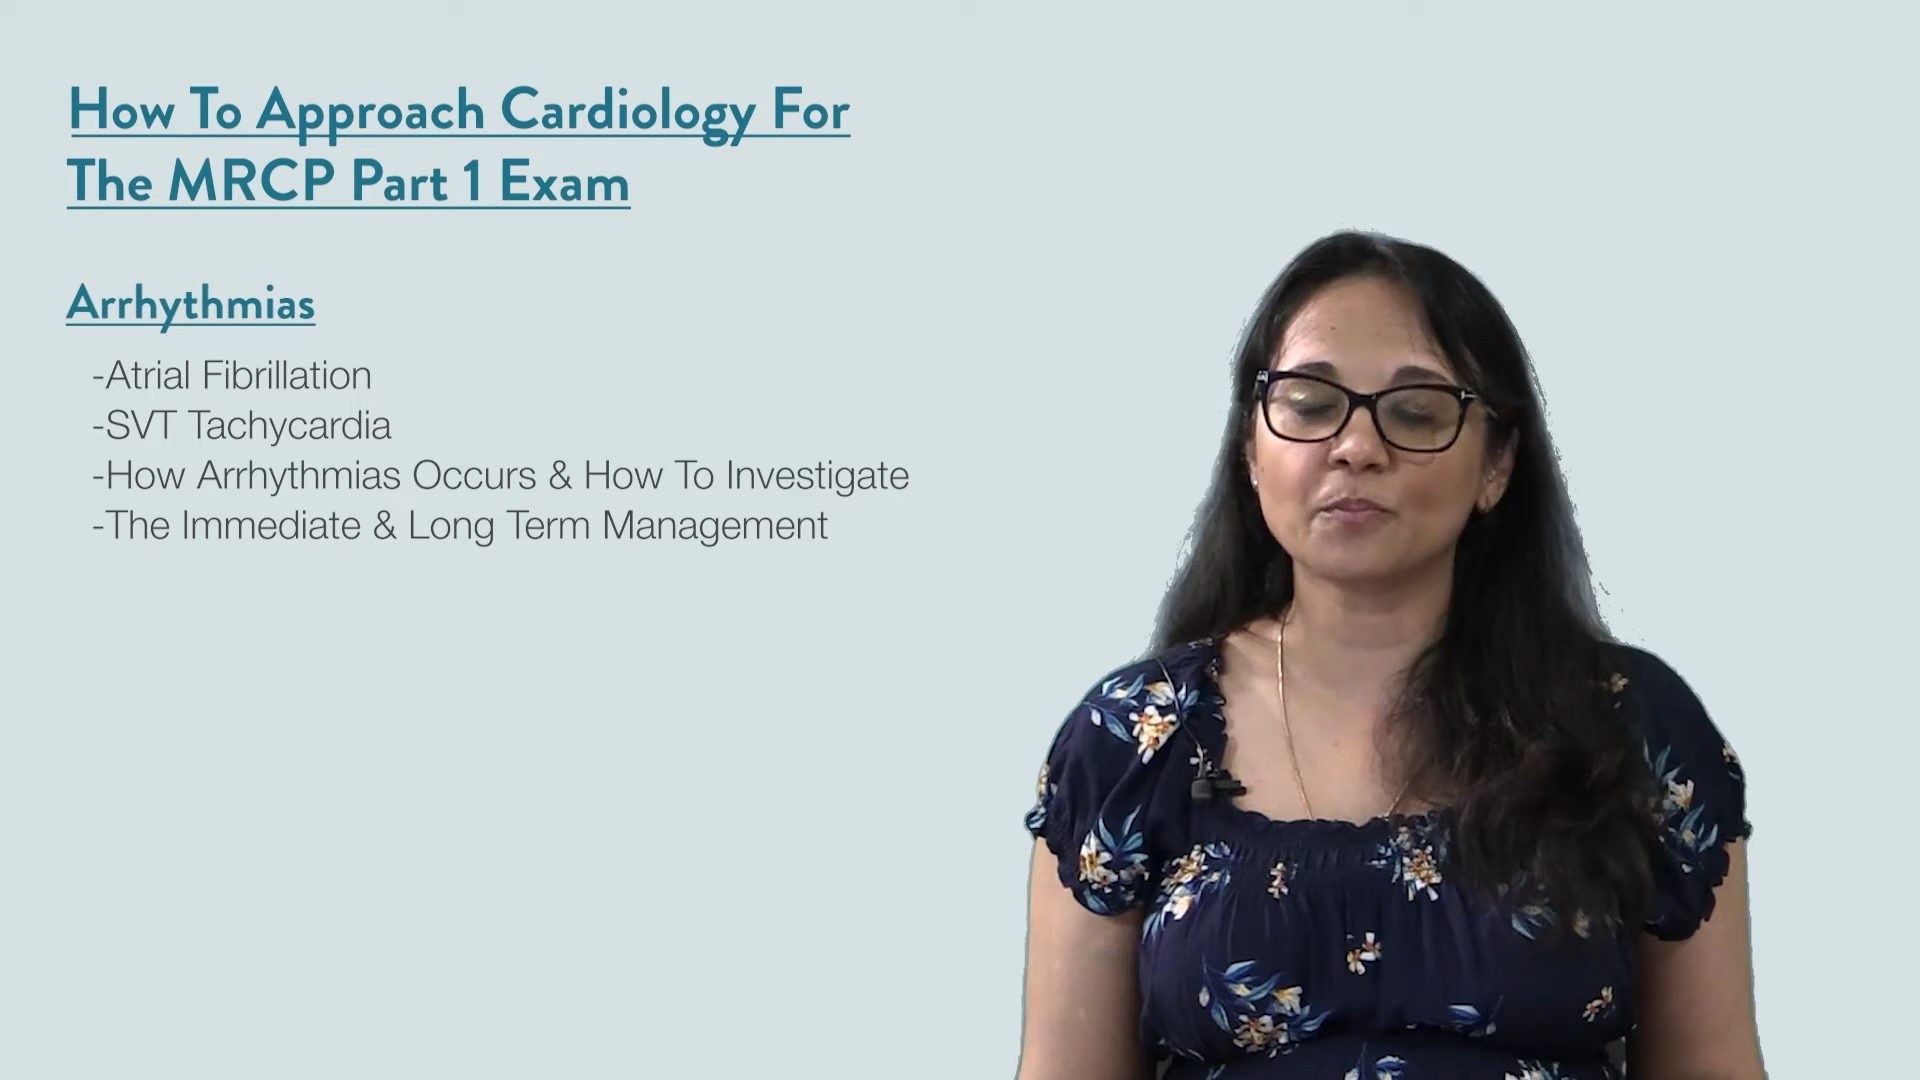 How To Approach Cardiology For
The MRCP Part 1 Exam
Arrhythmias
-Atrial Fibrillation
-SVT Tachycardia
-How Arrhythmias Occurs & How To Investigate
-The Immediate & Long Term Management